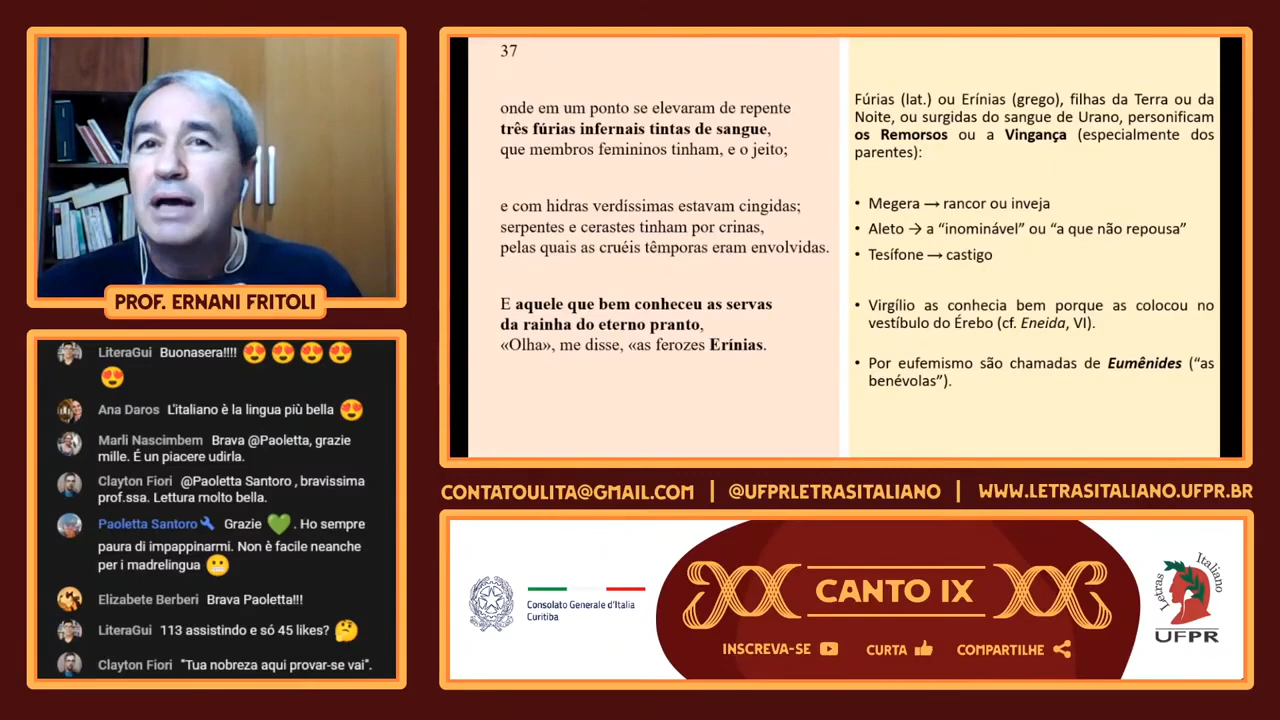 PROF. ERNANI FRITOLI
LiteraGui Buonasera!!!! 😍 😍 😍 😍
😍
Ana Daros L'italiano è la lingua più bella 😍
Marli Nascimbem Brava @Paoletta, grazie
mille. É un piacere udirla.
Clayton Fiori @Paoletta Santoro , bravissima
prof.ssa. Lettura molto bella.
Paoletta Santoro🔧 Grazie 💚 . Ho sempre
paura di impappinarmi. Non è facile neanche
per i madrelingua 😬
Elizabete Berberi Brava Paoletta!!!
LiteraGui 113 assistindo e só 45 likes? 🤔
Clayton Fiori "Tua nobreza aqui provar-se vai".
37
onde em um ponto se elevaram de repente
três fúrias infernais tintas de sangue,
que membros femininos tinham, e o jeito;
e com hidras verdíssimas estavam cingidas;
serpentes e cerastes tinham por crinas,
pelas quais as cruéis têmporas eram envolvidas.
E aquele que bem conheceu as servas
da rainha do eterno pranto,
«Olha», me disse, «as ferozes Erínias.
Fúrias (lat.) ou Erínias (grego), filhas da Terra ou da
Noite, ou surgidas do sangue de Urano, personificam
os Remorsos ou a Vingança (especialmente dos
parentes):
• Megera → rancor ou inveja
• Aleto → a “inominável” ou “a que não repousa”
• Tesífone → castigo
• Virgílio as conhecia bem porque as colocou no
vestíbulo do Érebo (cf. Eneida, VI).
• Por eufemismo são chamadas de Eumênides (“as
benévolas”).
CONTATOULITA@GMAIL.COM | @UFPRLETRASITALIANO | WWW.LETRASITALIANO.UFPR.BR
Consolato Generale d'Italia
Curitiba
CANTO IX
INSCREVA-SE CURTA COMPARTILHE
Letras Italiano
UFPR